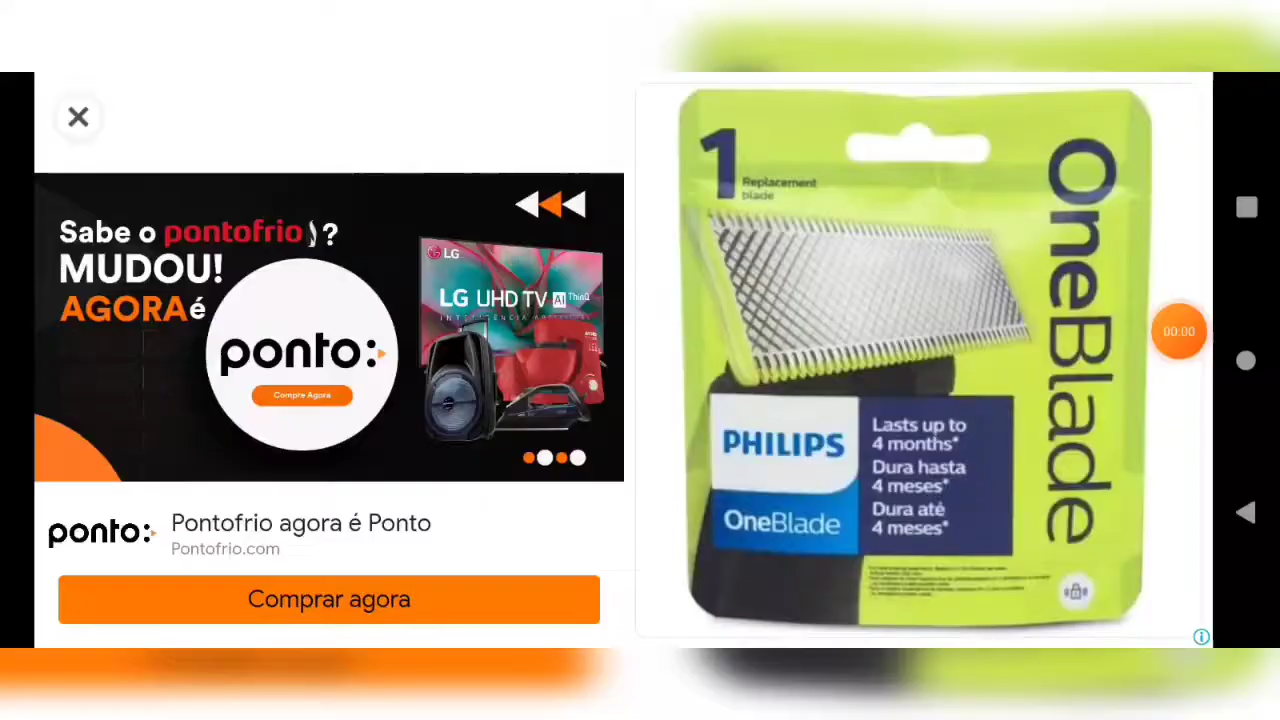 Sabe o pontofrio ?
MUDOU!
AGORA é
ponto:
Compre Agora
LG
LG UHD TV AI ThinQ
ponto:
Pontofrio agora é Ponto
Pontofrio.com
Comprar agora
1
Replacement
blade
OneBlade
PHILIPS
OneBlade
Lasts up to
4 months*
Dura hasta
4 meses*
Dura até
4 meses*
00:00